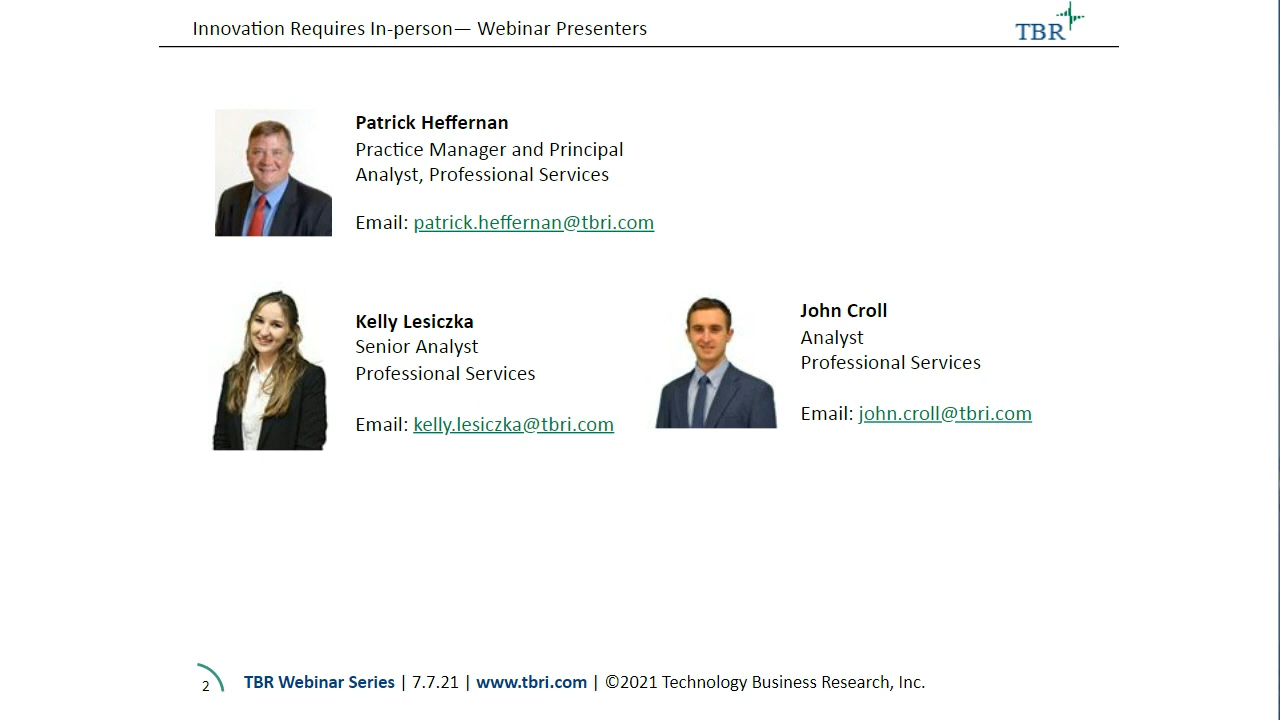 Innovation Requires In-person— Webinar Presenters
TBR
Patrick Heffernan
Practice Manager and Principal
Analyst, Professional Services
Email: patrick.heffernan@tbri.com
Kelly Lesiczka
Senior Analyst
Professional Services
Email: kelly.lesiczka@tbri.com
John Croll
Analyst
Professional Services
Email: john.croll@tbri.com
2
TBR Webinar Series | 7.7.21 | www.tbri.com | ©2021 Technology Business Research, Inc.